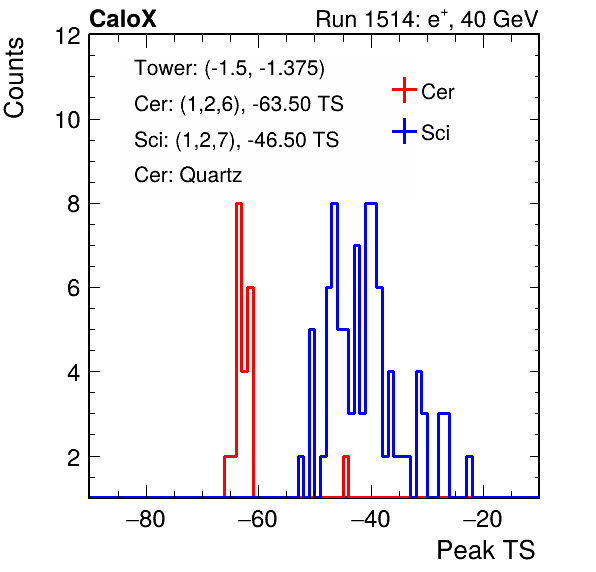 CaloX Run 1514: e⁺, 40 GeV
Counts
12
10
8
6
4
2
Tower: (-1.5, -1.375)
Cer: (1,2,6), -63.50 TS
Sci: (1,2,7), -46.50 TS
Cer: Quartz
Cer
Sci
−80 −60 −40 −20
Peak TS